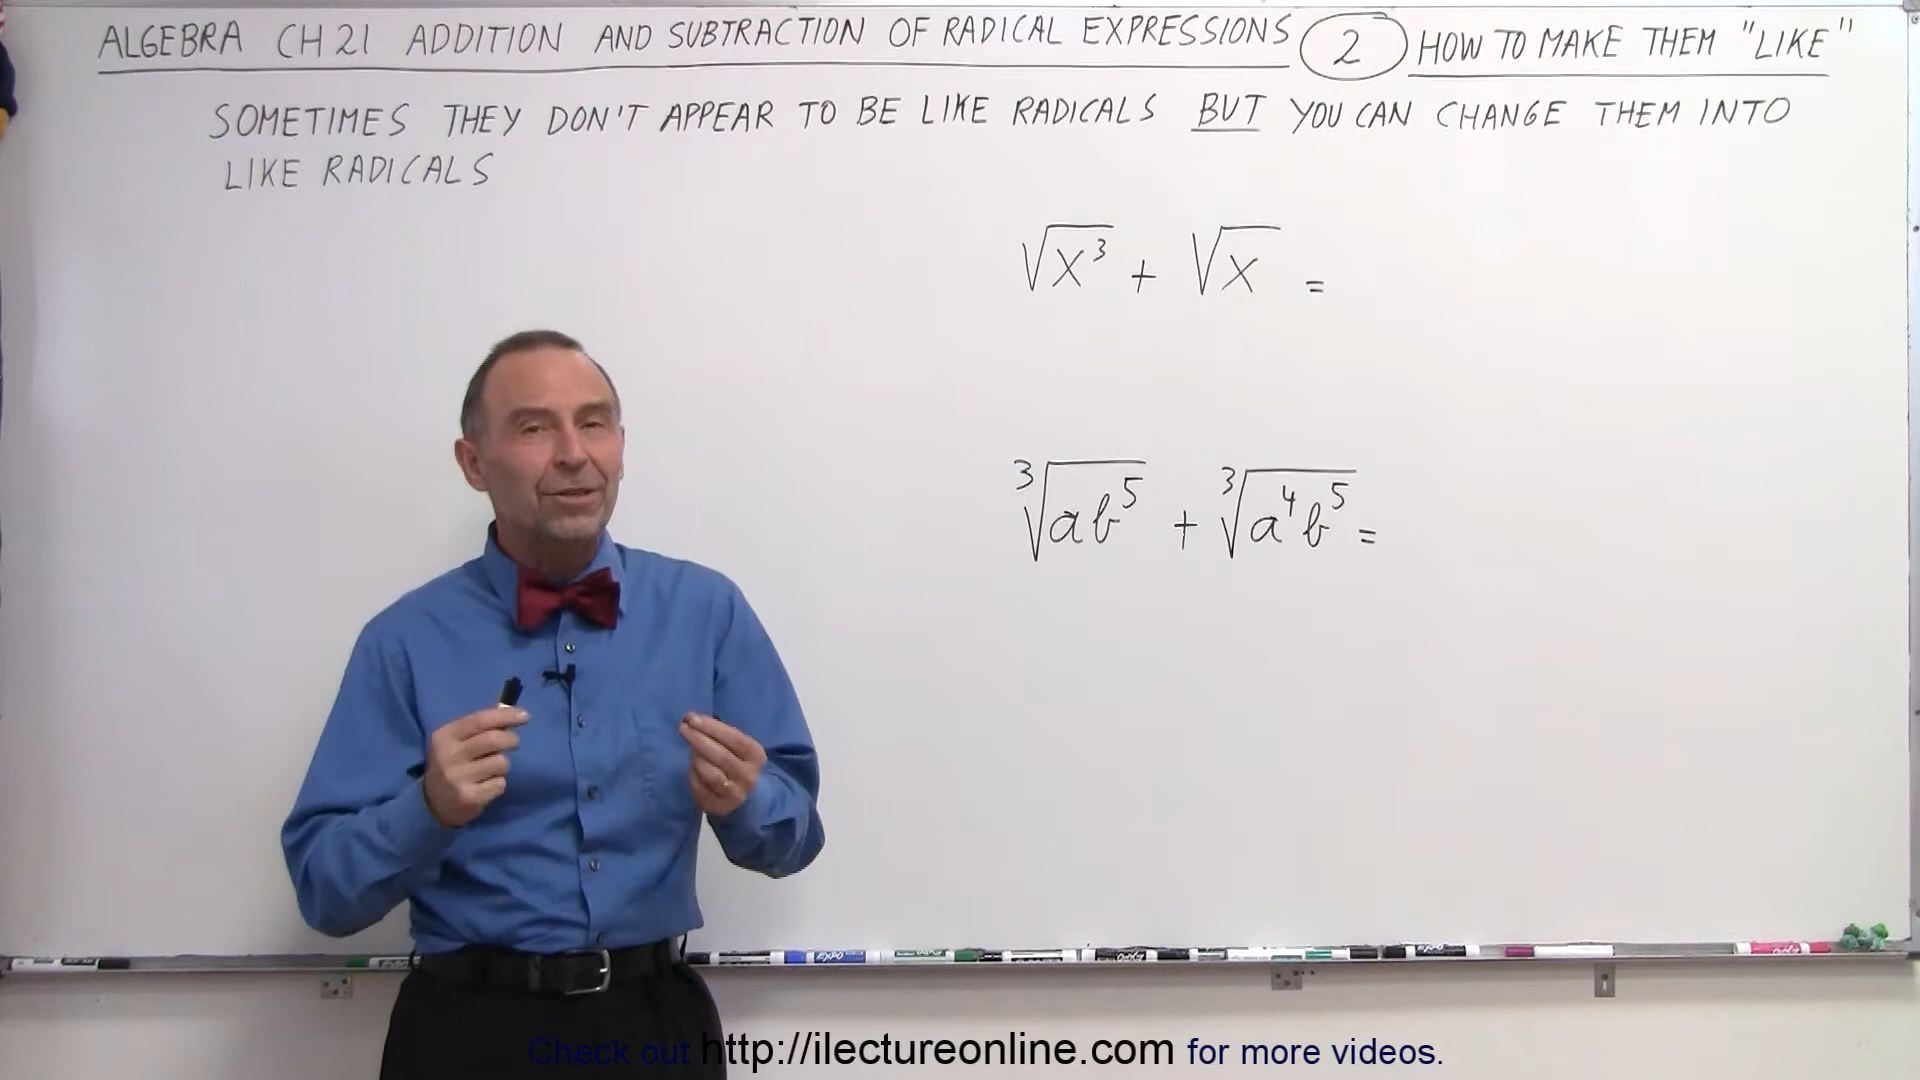 ALGEBRA CH 21 ADDITION AND SUBTRACTION OF RADICAL EXPRESSIONS 2 HOW TO MAKE THEM "LIKE"
SOMETIMES THEY DON'T APPEAR TO BE LIKE RADICALS BUT YOU CAN CHANGE THEM INTO
LIKE RADICALS
√x³ + √x =
∛ab⁵ + ∛a⁴b⁵ =
EXPO
EXPO
Check out http://ilectureonline.com for more videos.